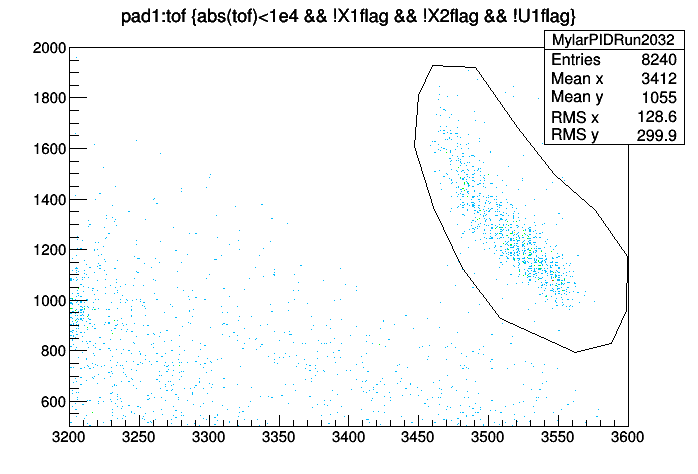 pad1:tof {abs(tof)<1e4 && !X1flag && !X2flag && !U1flag}
MylarPIDRun2032
Entries 8240
Mean x 3412
Mean y 1055
RMS x 128.6
RMS y 299.9
2000
1800
1600
1400
1200
1000
800
600
3200 3250 3300 3350 3400 3450 3500 3550 3600